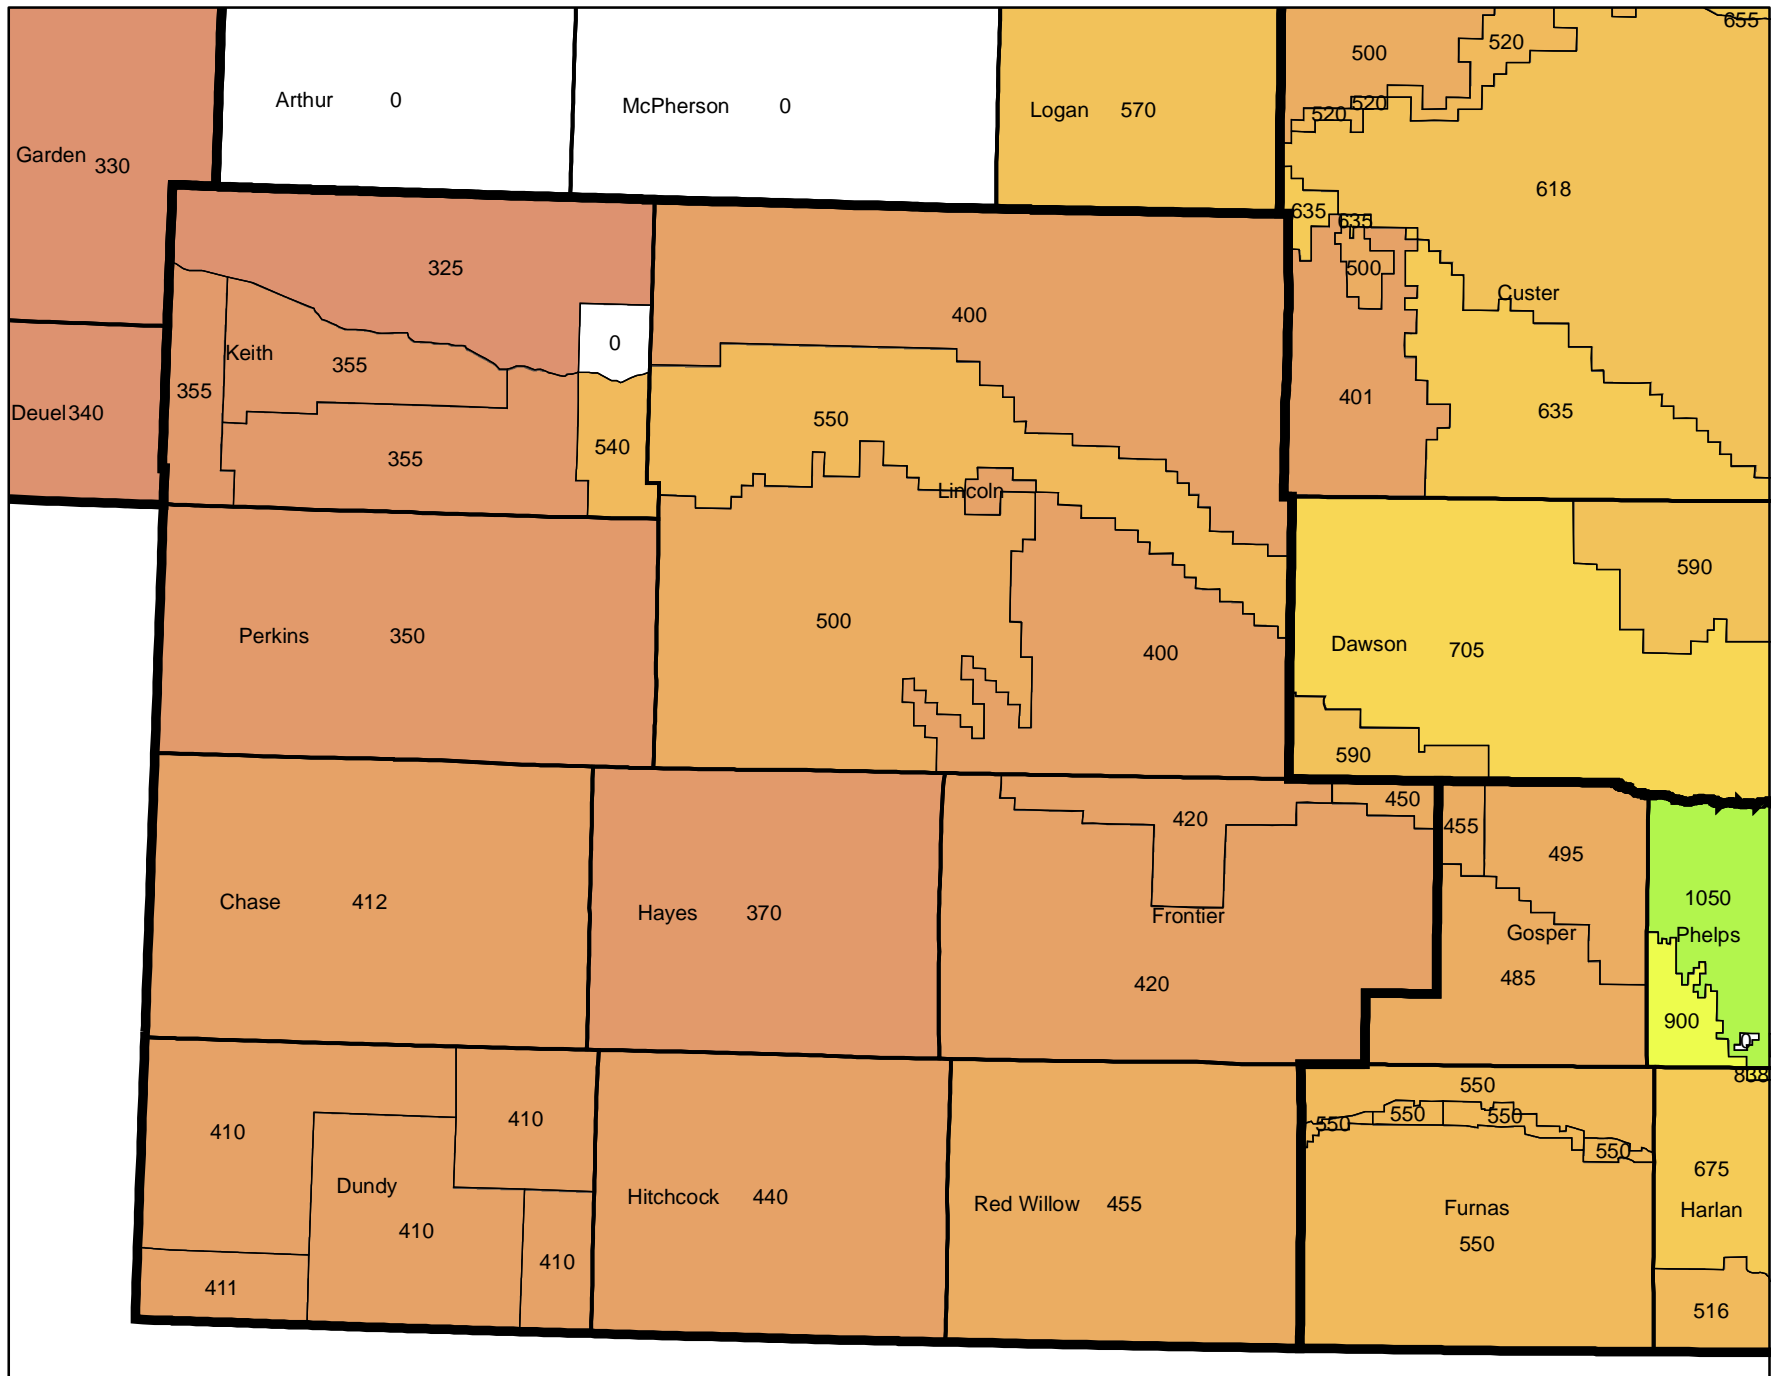 655
500
520
Arthur 0
McPherson 0
Logan 570
520
520
Garden 330
618
635
635
325
500
Custer
400
0
Keith
355
355
401
635
Deuel 340
550
540
355
Lincoln
590
500
Perkins 350
Dawson 705
400
590
450
420
455
495
Chase 412
Hayes 370
1050
Frontier
Gosper
Phelps
485
420
900
0
838
550
550
550
550
410
410
550
675
Dundy
Hitchcock 440
Red Willow 455
Furnas
Harlan
410
550
410
411
516